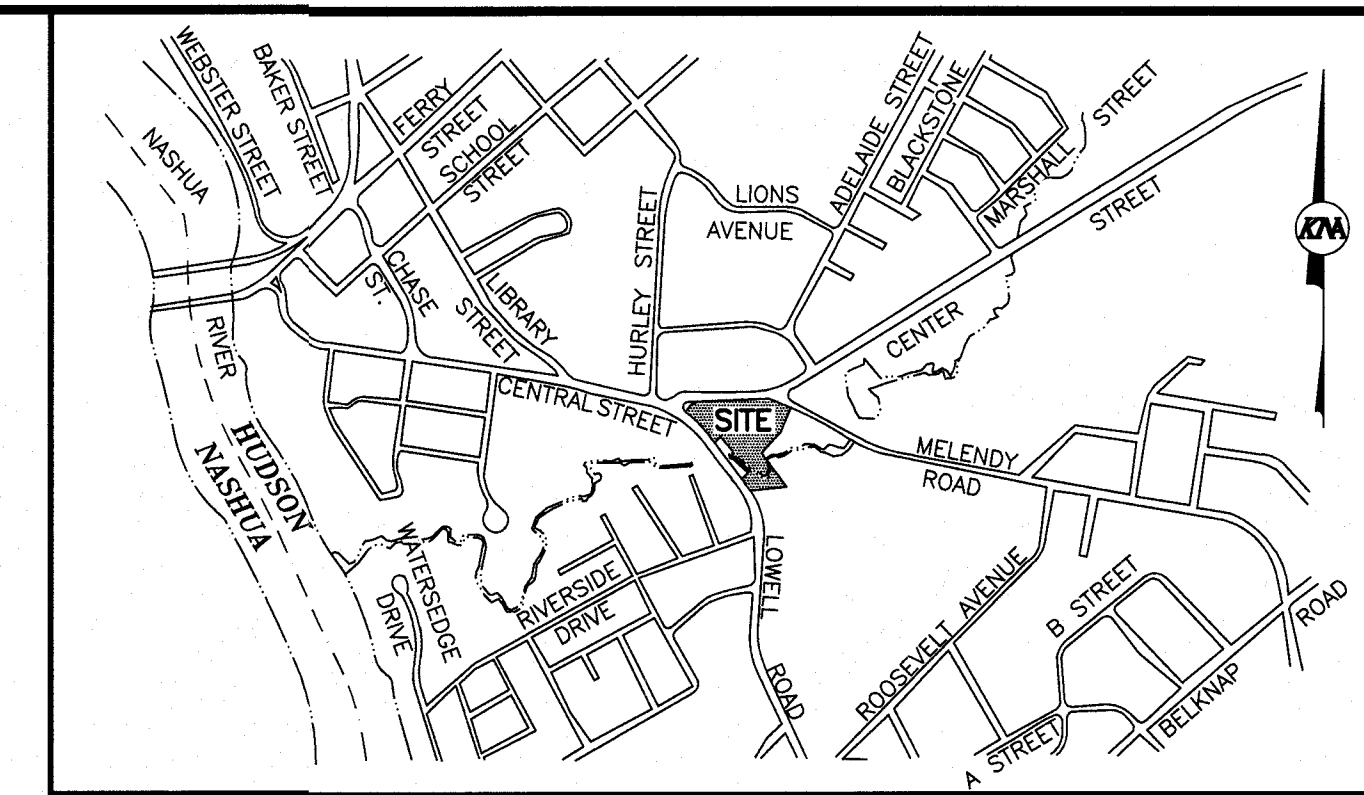 WEBSTER STREET
BAKER STREET
FERRY
STREET
SCHOOL
STREET
NASHUA
RIVER
HUDSON
NASHUA
CHASE
ST.
LIBRARY
STREET
HURLEY STREET
LIONS
AVENUE
ADELAIDE STREET
BLACKSTONE
MARSHALL
STREET
STREET
CENTER
KNA
CENTRAL STREET
SITE
MELENDY
ROAD
WATERSEDGE
DRIVE
RIVERSIDE
DRIVE
LOWELL
ROAD
ROOSEVELT AVENUE
B STREET
A STREET
BELKNAP
ROAD